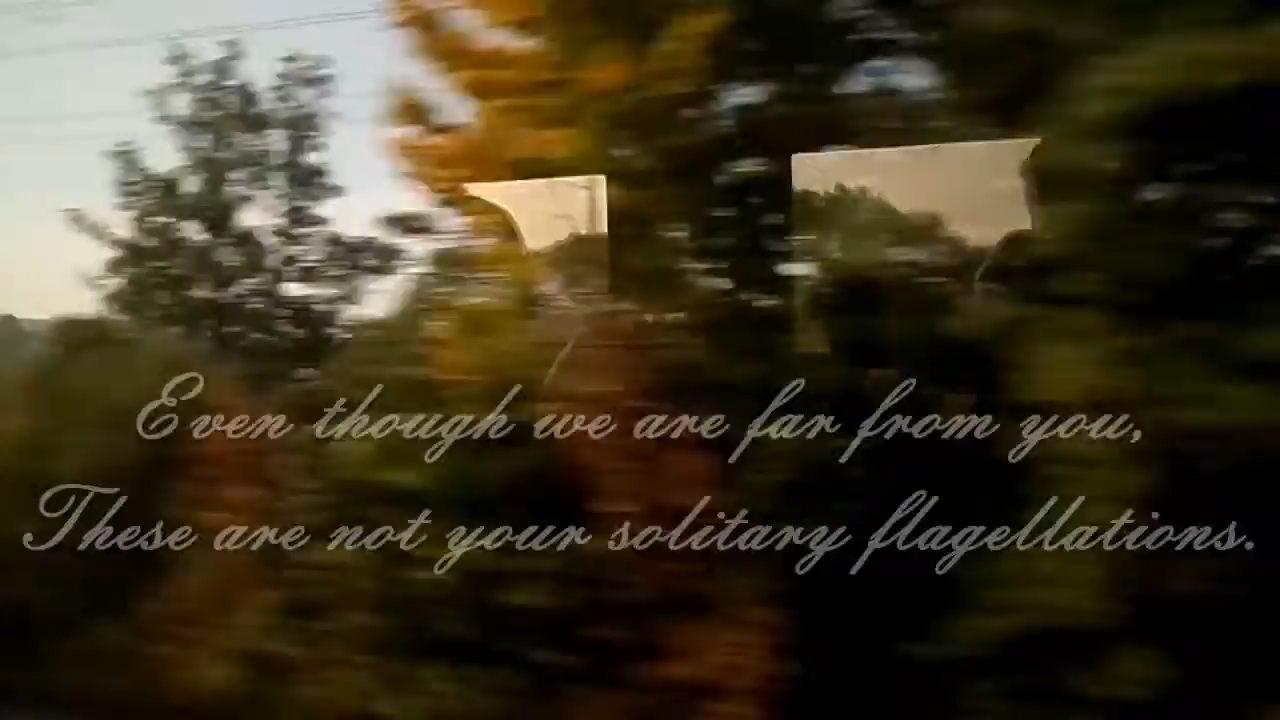 Even though we are far from you,
These are not your solitary flagellations.